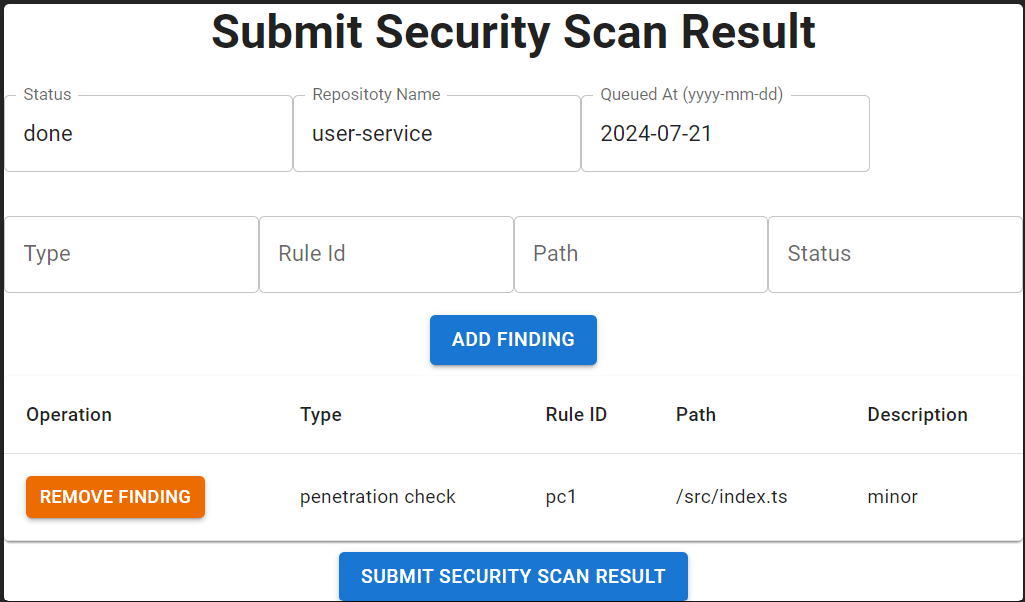 Submit Security Scan Result
Status
Repositoty Name
Queued At (yyyy-mm-dd)
done
user-service
2024-07-21
Type
Rule Id
Path
Status
ADD FINDING
Operation
Type
Rule ID
Path
Description
REMOVE FINDING
penetration check
pc1
/src/index.ts
minor
SUBMIT SECURITY SCAN RESULT